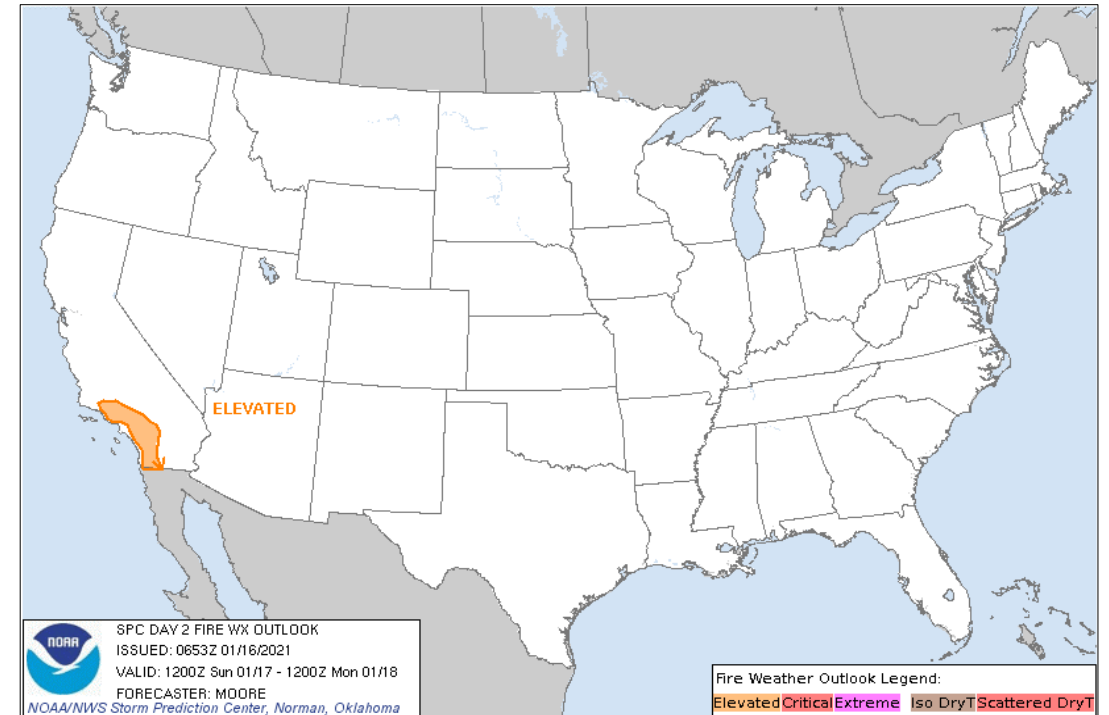 ELEVATED
NOAA
SPC DAY 2 FIRE WX OUTLOOK
ISSUED: 0653Z 01/16/2021
VALID: 1200Z Sun 01/17 - 1200Z Mon 01/18
FORECASTER: MOORE
NOAA/NWS Storm Prediction Center, Norman, Oklahoma
Fire Weather Outlook Legend:
Elevated Critical Extreme Iso DryT Scattered DryT